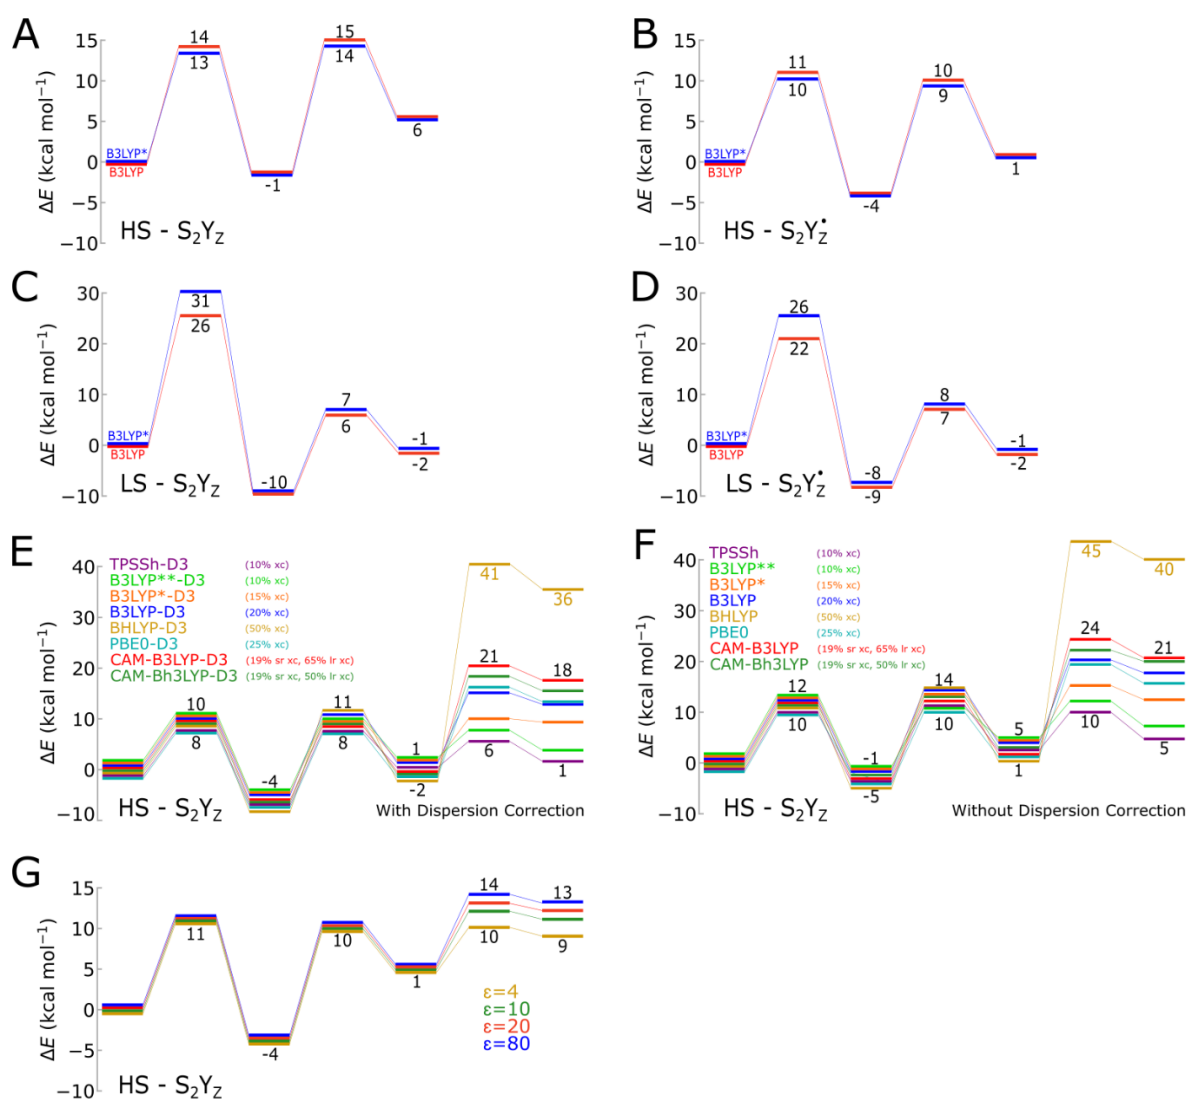 A
ΔE (kcal mol⁻¹)
15
10
5
0
−5
−10
14
13
15
14
-1
6
B3LYP*
B3LYP
HS - S₂Y_Z
B
ΔE (kcal mol⁻¹)
15
10
5
0
−5
−10
11
10
10
9
-4
1
B3LYP*
B3LYP
HS - S₂Y_Z•
C
ΔE (kcal mol⁻¹)
30
20
10
0
−10
31
26
7
6
-10
-1
-2
B3LYP*
B3LYP
LS - S₂Y_Z
D
ΔE (kcal mol⁻¹)
30
20
10
0
−10
26
22
8
7
-8
-9
-1
-2
B3LYP*
B3LYP
LS - S₂Y_Z•
E
ΔE (kcal mol⁻¹)
40
30
20
10
0
−10
TPSSh-D3 (10% xc)
B3LYP**-D3 (10% xc)
B3LYP*-D3 (15% xc)
B3LYP-D3 (20% xc)
BHLYP-D3 (50% xc)
PBE0-D3 (25% xc)
CAM-B3LYP-D3 (19% sr xc, 65% lr xc)
CAM-Bh3LYP-D3 (19% sr xc, 50% lr xc)
10
8
-4
11
8
1
-2
41
36
21
18
6
1
HS - S₂Y_Z
With Dispersion Correction
F
ΔE (kcal mol⁻¹)
40
30
20
10
0
−10
TPSSh (10% xc)
B3LYP** (10% xc)
B3LYP* (15% xc)
B3LYP (20% xc)
BHLYP (50% xc)
PBE0 (25% xc)
CAM-B3LYP (19% sr xc, 65% lr xc)
CAM-Bh3LYP (19% sr xc, 50% lr xc)
12
10
-1
-5
14
10
5
1
45
40
24
21
10
5
HS - S₂Y_Z
Without Dispersion Correction
G
ΔE (kcal mol⁻¹)
15
10
5
0
−5
−10
11
-4
10
1
14
13
10
9
ε=4
ε=10
ε=20
ε=80
HS - S₂Y_Z